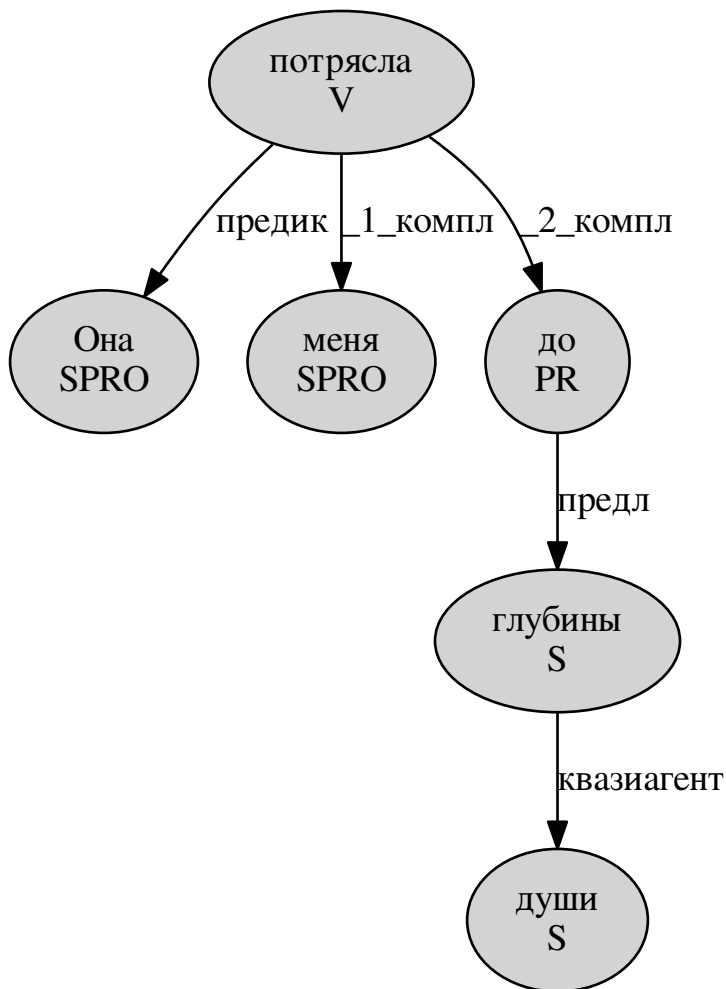 потрясла
V
предик _1_компл _2_компл
Она
SPRO
меня
SPRO
до
PR
предл
глубины
S
квазиагент
души
S